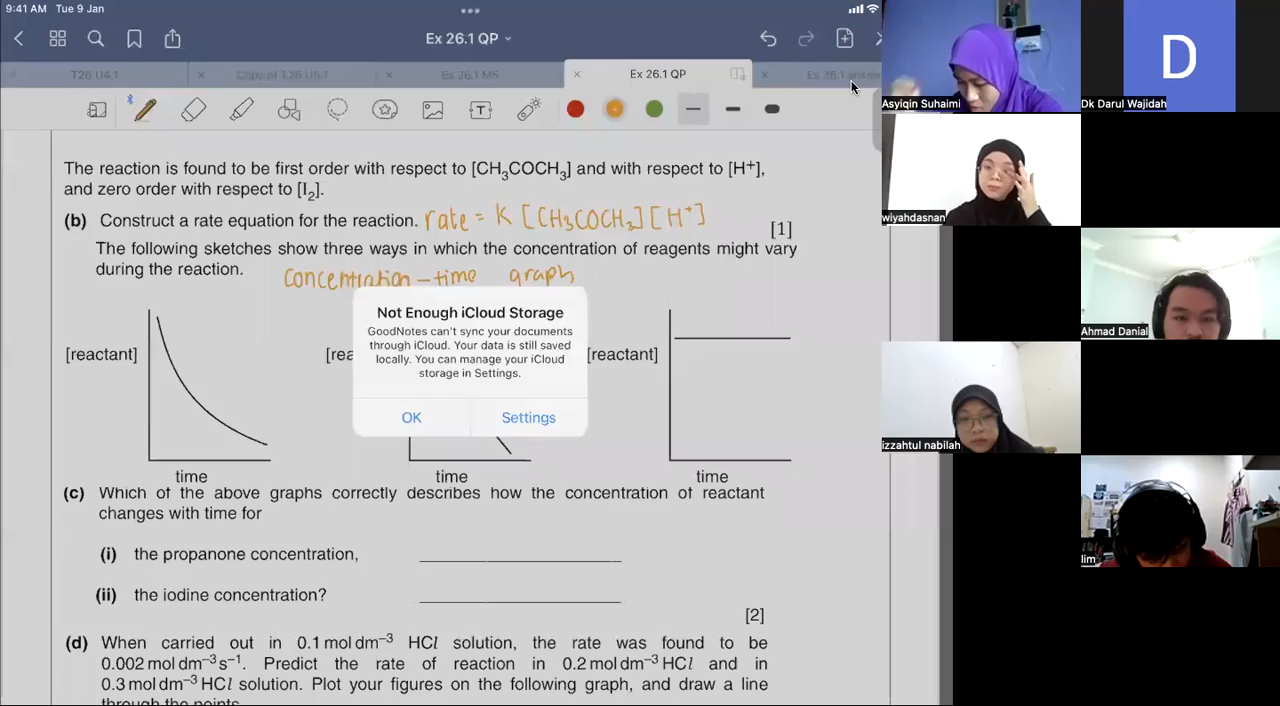 9:41 AM Tue 9 Jan
Ex 26.1 QP
T26 U4.1
Copy of T26 U5.1
Ex 26.1 MS
Ex 26.1 QP
Ex 26.1 answ
The reaction is found to be first order with respect to [CH₃COCH₃] and with respect to [H⁺],
and zero order with respect to [I₂].
(b) Construct a rate equation for the reaction. rate = K [CH₃COCH₃][H⁺]
[1]
The following sketches show three ways in which the concentration of reagents might vary
during the reaction. concentration – time graph
[reactant]
time
[rea
time
[reactant]
time
Not Enough iCloud Storage
GoodNotes can't sync your documents
through iCloud. Your data is still saved
locally. You can manage your iCloud
storage in Settings.
OK Settings
(c) Which of the above graphs correctly describes how the concentration of reactant
changes with time for
(i) the propanone concentration,
(ii) the iodine concentration?
[2]
(d) When carried out in 0.1 mol dm⁻³ HCl solution, the rate was found to be
0.002 mol dm⁻³ s⁻¹. Predict the rate of reaction in 0.2 mol dm⁻³ HCl and in
0.3 mol dm⁻³ HCl solution. Plot your figures on the following graph, and draw a line
through the points.
Asyiqin Suhaimi
D
Dk Darul Wajidah
wiyahdasnan
Ahmad Danial
izzahtul nabilah
lim